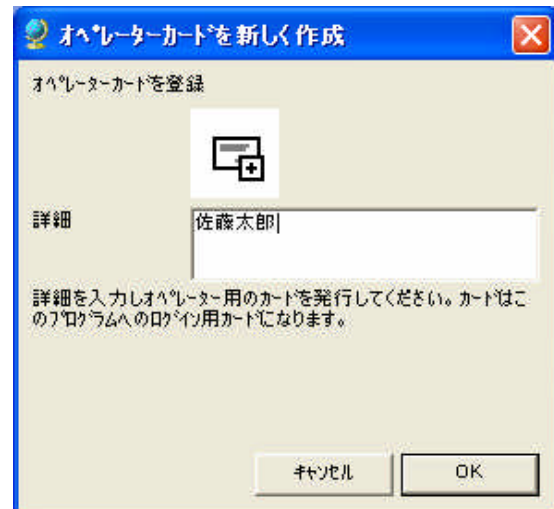 オペレーターカードを新しく作成
オペレーターカードを登録
詳細
佐藤太郎
詳細を入力しオペレーター用のカードを発行してください。カードはこ
のプログラムへのログイン用カードになります。
キャンセル
OK